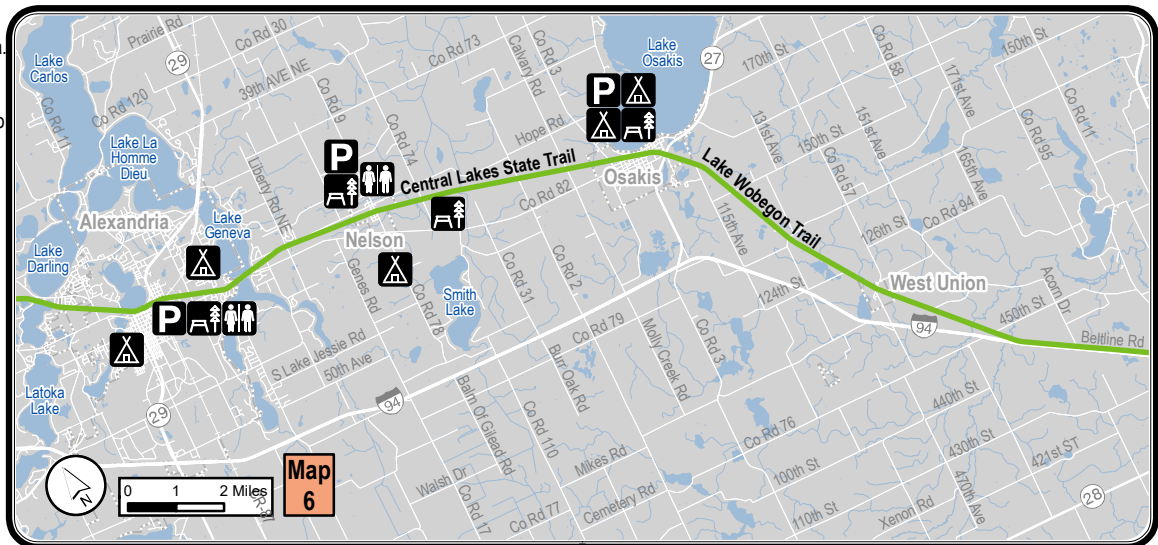 Prairie Rd
Co Rd 30
29
Lake
Carlos
Co Rd 11
Co Rd 120
39th AVE NE
Co Rd 9
Co Rd 73
Calvary Rd
Co Rd 3
Lake
Osakis
27
170th St
Co Rd 58
171st Ave
150th St
Co Rd 11
Co Rd 95
P
Hope Rd
131st Ave
150th St
151st Ave
165th Ave
Co Rd 57
Lake La
Homme
Dieu
Liberty Rd NE
P
Co Rd 74
Central Lakes State Trail
Osakis
Lake Wobegon Trail
Co Rd 82
115th Ave
126th St
Co Rd 94
Alexandria
Lake
Geneva
Lake
Darling
Nelson
Genes Rd
Co Rd 78
Smith
Lake
Co Rd 31
Co Rd 2
124th St
West Union
94
450th St
Acorn Dr
Beltline Rd
P
S Lake Jessie Rd
50th Ave
Co Rd 79
Burr Oak Rd
Molly Creek Rd
Co Rd 3
Latoka
Lake
29
94
Balm Of Gilead Rd
Co Rd 110
Mikes Rd
Co Rd 76
440th St
430th St
421st ST
470th Ave
100th St
110th St
Xenon Rd
28
Walsh Dr
Co Rd 17
Co Rd 77
Cemetery Rd
N
0 1 2 Miles
Map
6